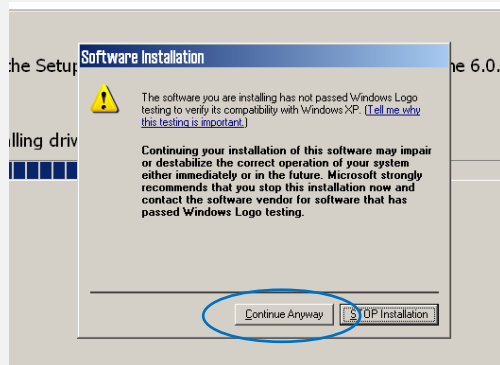 the Setup
me 6.0.
Software Installation
The software you are installing has not passed Windows Logo
testing to verify its compatibility with Windows XP. (Tell me why
this testing is important.)
Continuing your installation of this software may impair
or destabilize the correct operation of your system
either immediately or in the future. Microsoft strongly
recommends that you stop this installation now and
contact the software vendor for software that has
passed Windows Logo testing.
lling driv
Continue Anyway
STOP Installation